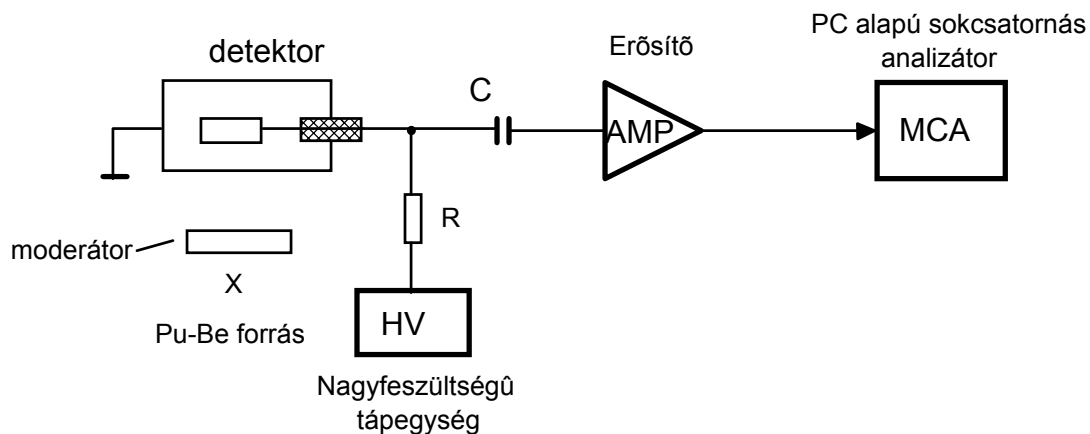 PC alapú sokcsatornás
analizátor
Erõsítõ
detektor
C
AMP
MCA
R
moderátor
X
HV
Pu-Be forrás
Nagyfeszültségû
tápegység